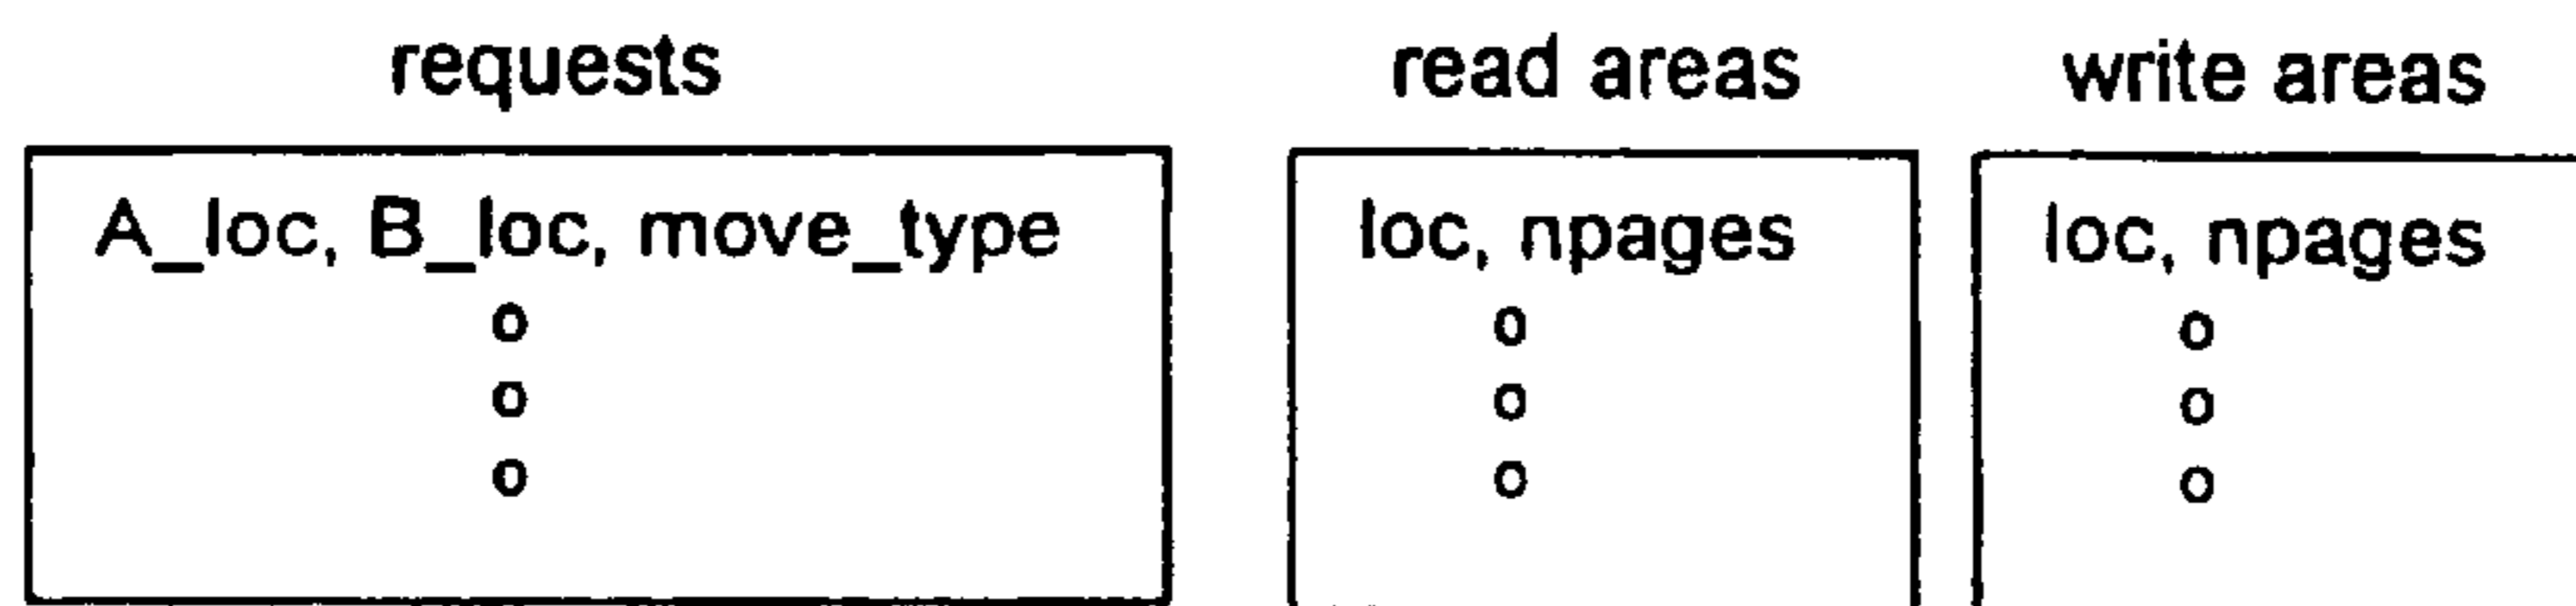 requests read areas write areas
A_loc, B_loc, move_type loc, npages loc, npages
o o o
o o o
o o o